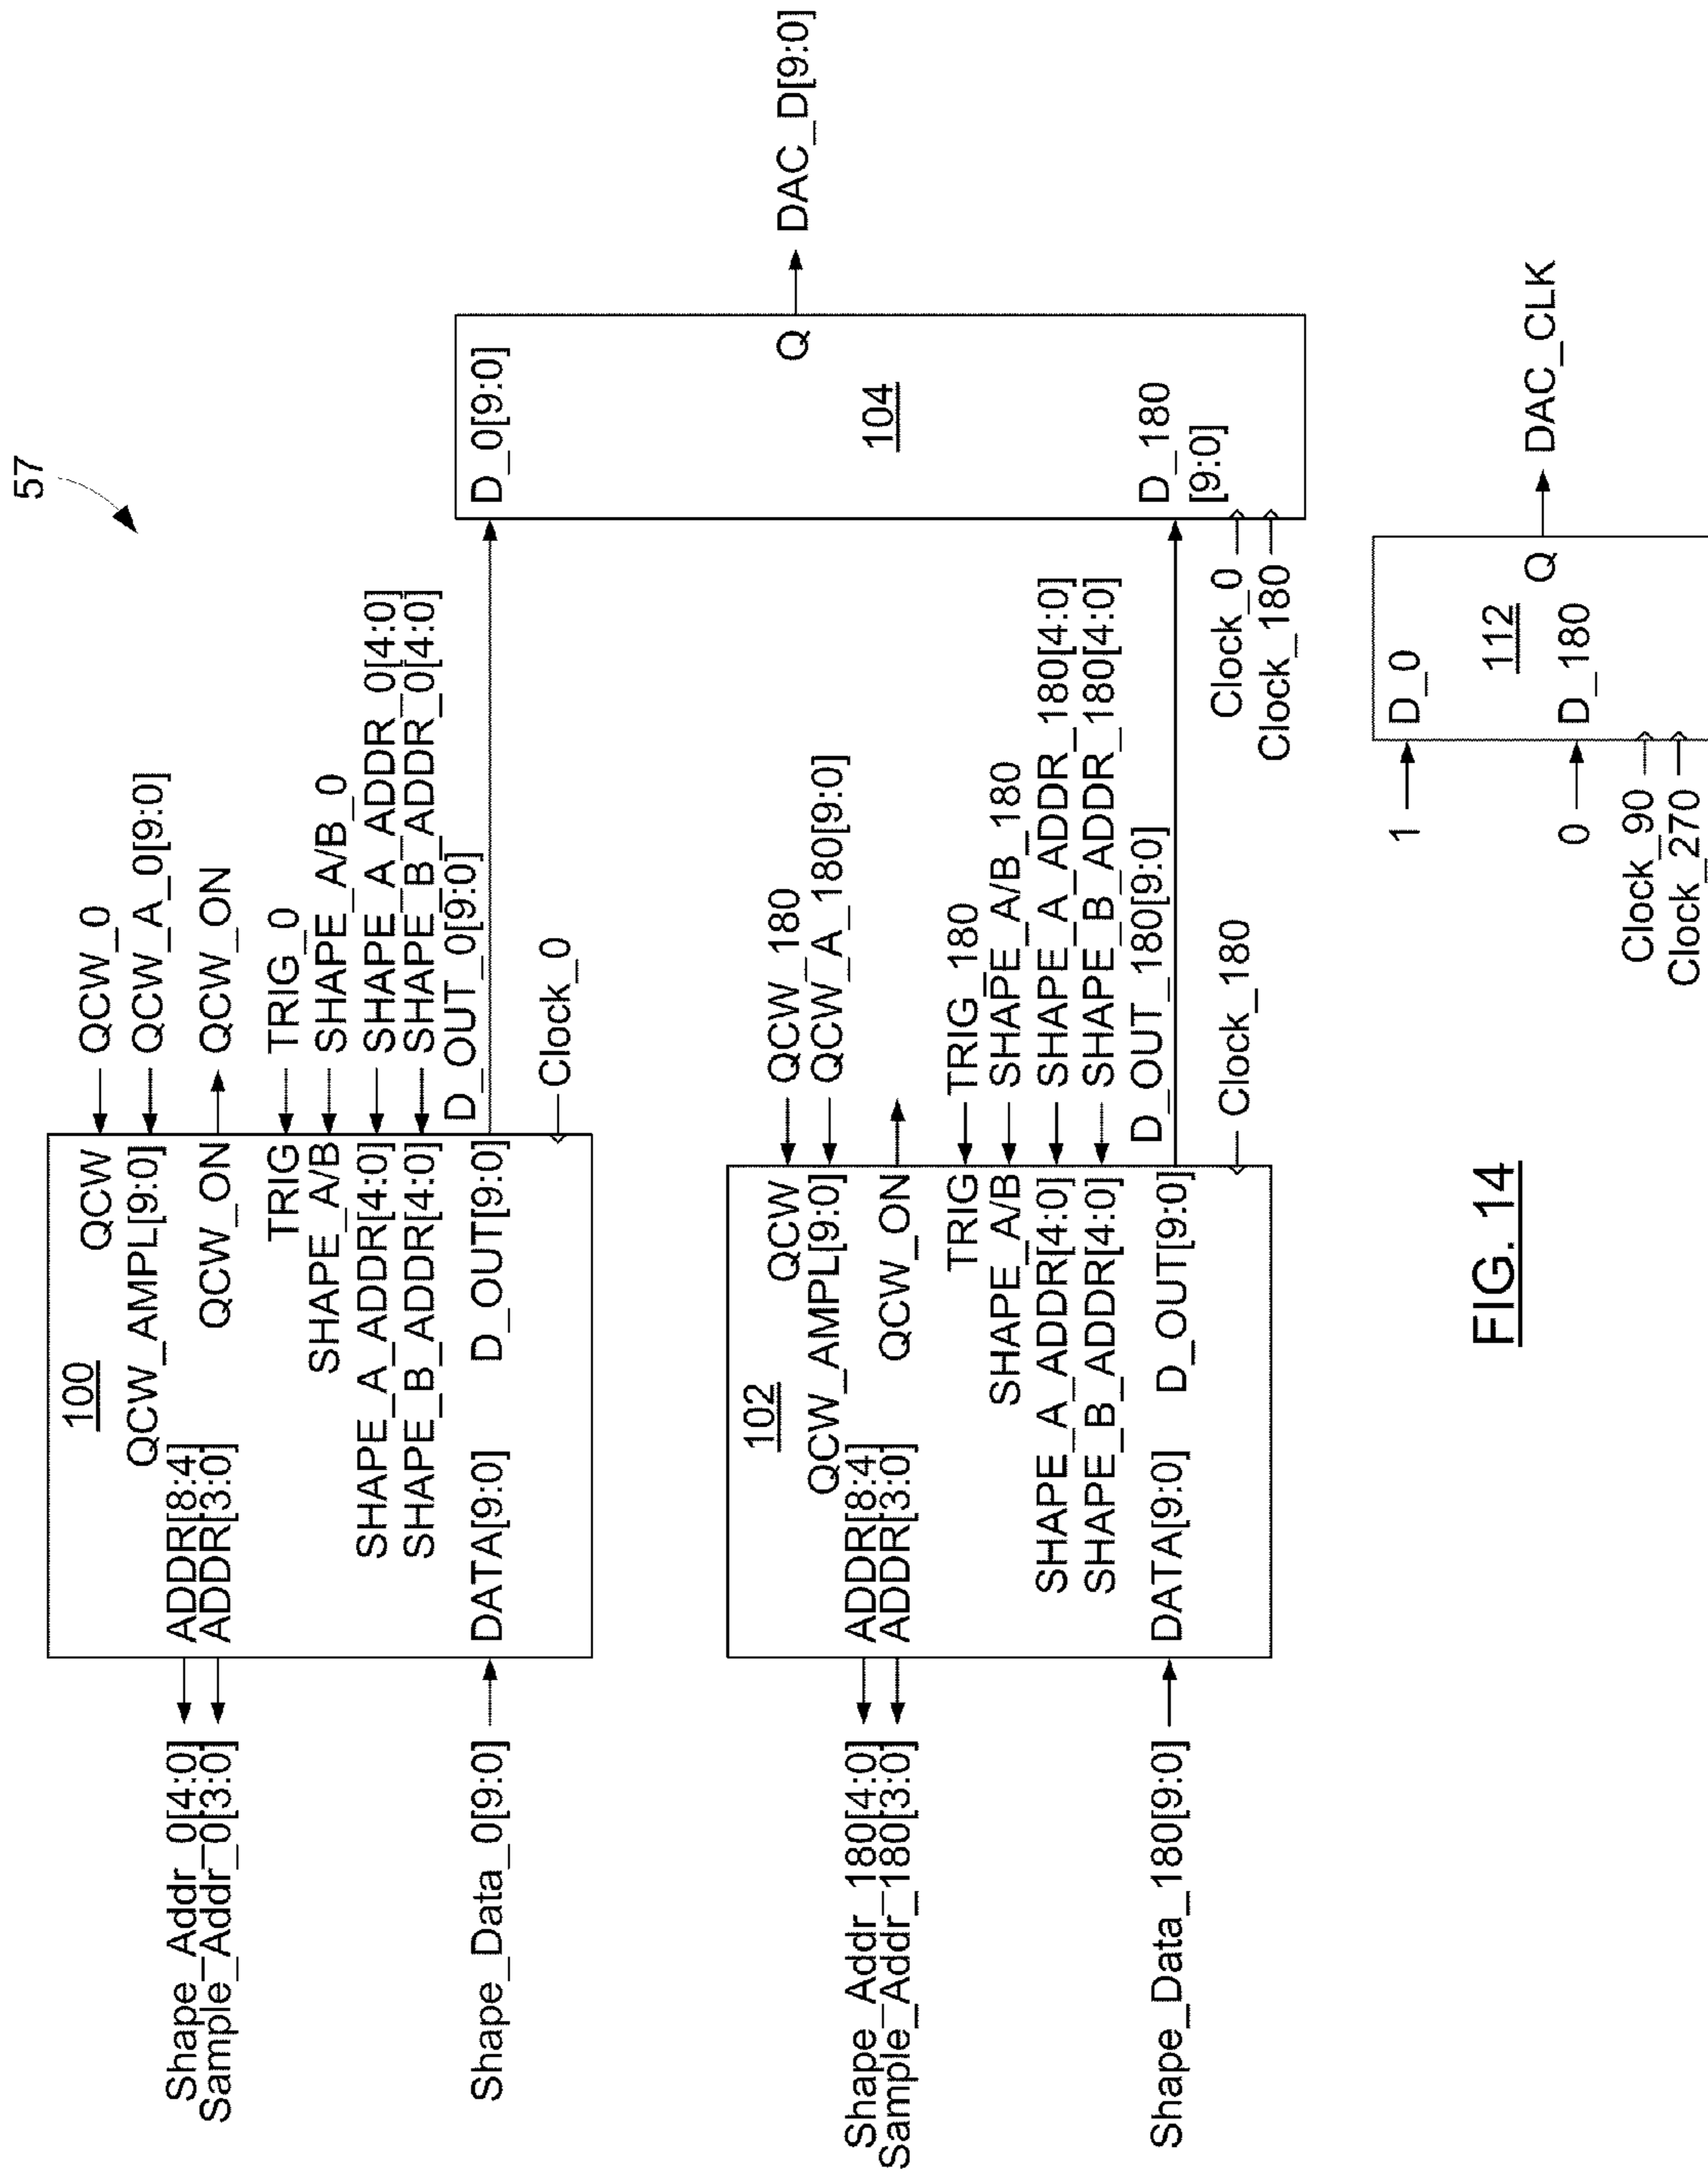 57
Shape_Addr_0[4:0]
Sample_Addr_0[3:0]
Shape_Data_0[9:0]
100
ADDR[8:4]
ADDR[3:0]
DATA[9:0]
QCW
QCW_AMPL[9:0]
QCW_ON
TRIG
SHAPE_A/B
SHAPE_A_ADDR[4:0]
SHAPE_B_ADDR[4:0]
D_OUT[9:0]
QCW_0
QCW_A_0[9:0]
QCW_ON
TRIG_0
SHAPE_A/B_0
SHAPE_A_ADDR_0[4:0]
SHAPE_B_ADDR_0[4:0]
D_OUT_0[9:0]
Clock_0
Shape_Addr_180[4:0]
Sample_Addr_180[3:0]
Shape_Data_180[9:0]
102
ADDR[8:4]
ADDR[3:0]
DATA[9:0]
QCW
QCW_AMPL[9:0]
QCW_ON
TRIG
SHAPE_A/B
SHAPE_A_ADDR[4:0]
SHAPE_B_ADDR[4:0]
D_OUT[9:0]
QCW_180
QCW_A_180[9:0]
TRIG_180
SHAPE_A/B_180
SHAPE_A_ADDR_180[4:0]
SHAPE_B_ADDR_180[4:0]
D_OUT_180[9:0]
Clock_180
D_0[9:0]
Q
104
D_180
[9:0]
Clock_0
Clock_180
DAC_D[9:0]
1
D_0
112
Q
0
D_180
Clock_90
Clock_270
DAC_CLK
FIG. 14